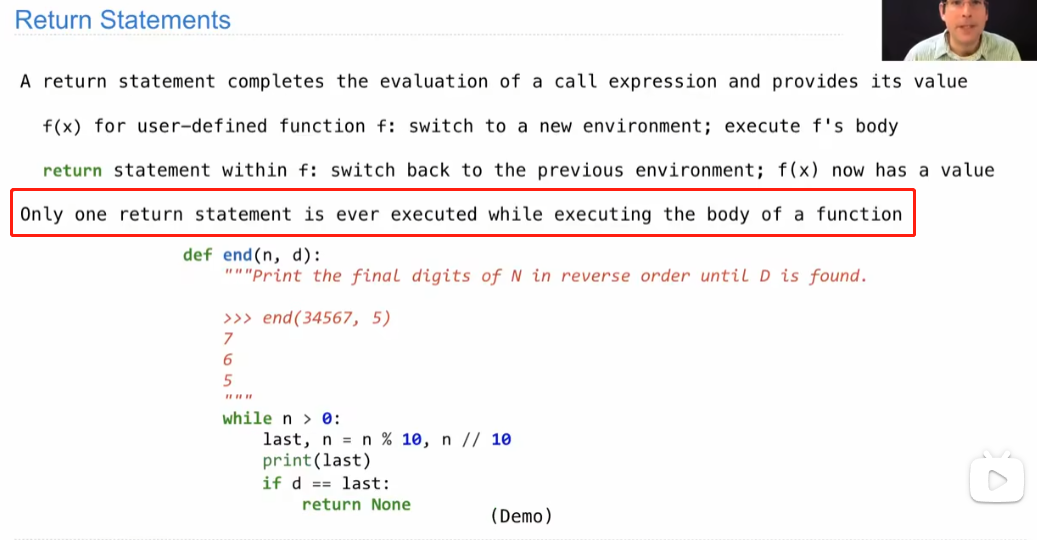 Return Statements
A return statement completes the evaluation of a call expression and provides its value
f(x) for user-defined function f: switch to a new environment; execute f's body
return statement within f: switch back to the previous environment; f(x) now has a value
Only one return statement is ever executed while executing the body of a function
def end(n, d):
"""Print the final digits of N in reverse order until D is found.
>>> end(34567, 5)
7
6
5
"""
while n > 0:
last, n = n % 10, n // 10
print(last)
if d == last:
return None
(Demo)